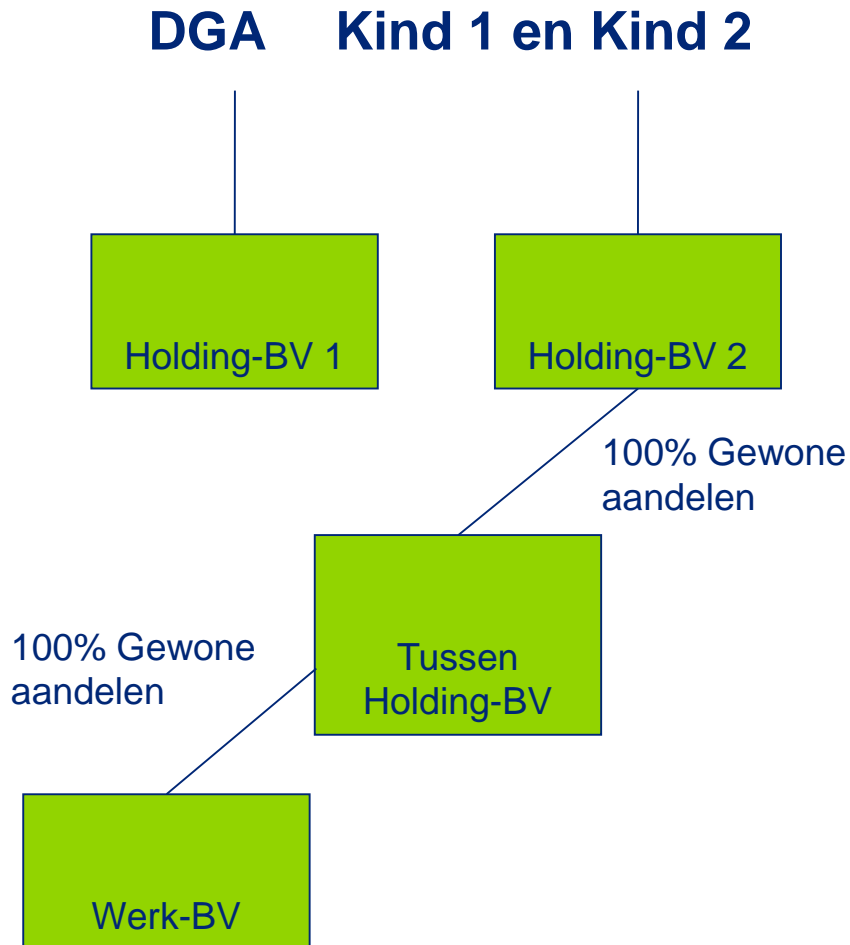 DGA Kind 1 en Kind 2
Holding-BV 1
Holding-BV 2
100% Gewone
aandelen
100% Gewone
aandelen
Tussen
Holding-BV
Werk-BV